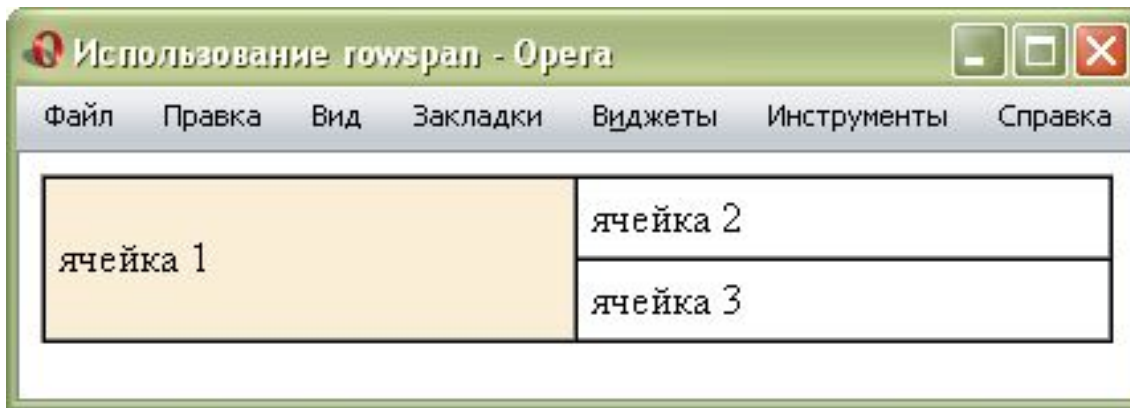 Использование rowspan - Opera
Файл Правка Вид Закладки Виджеты Инструменты Справка
ячейка 1
ячейка 2
ячейка 3